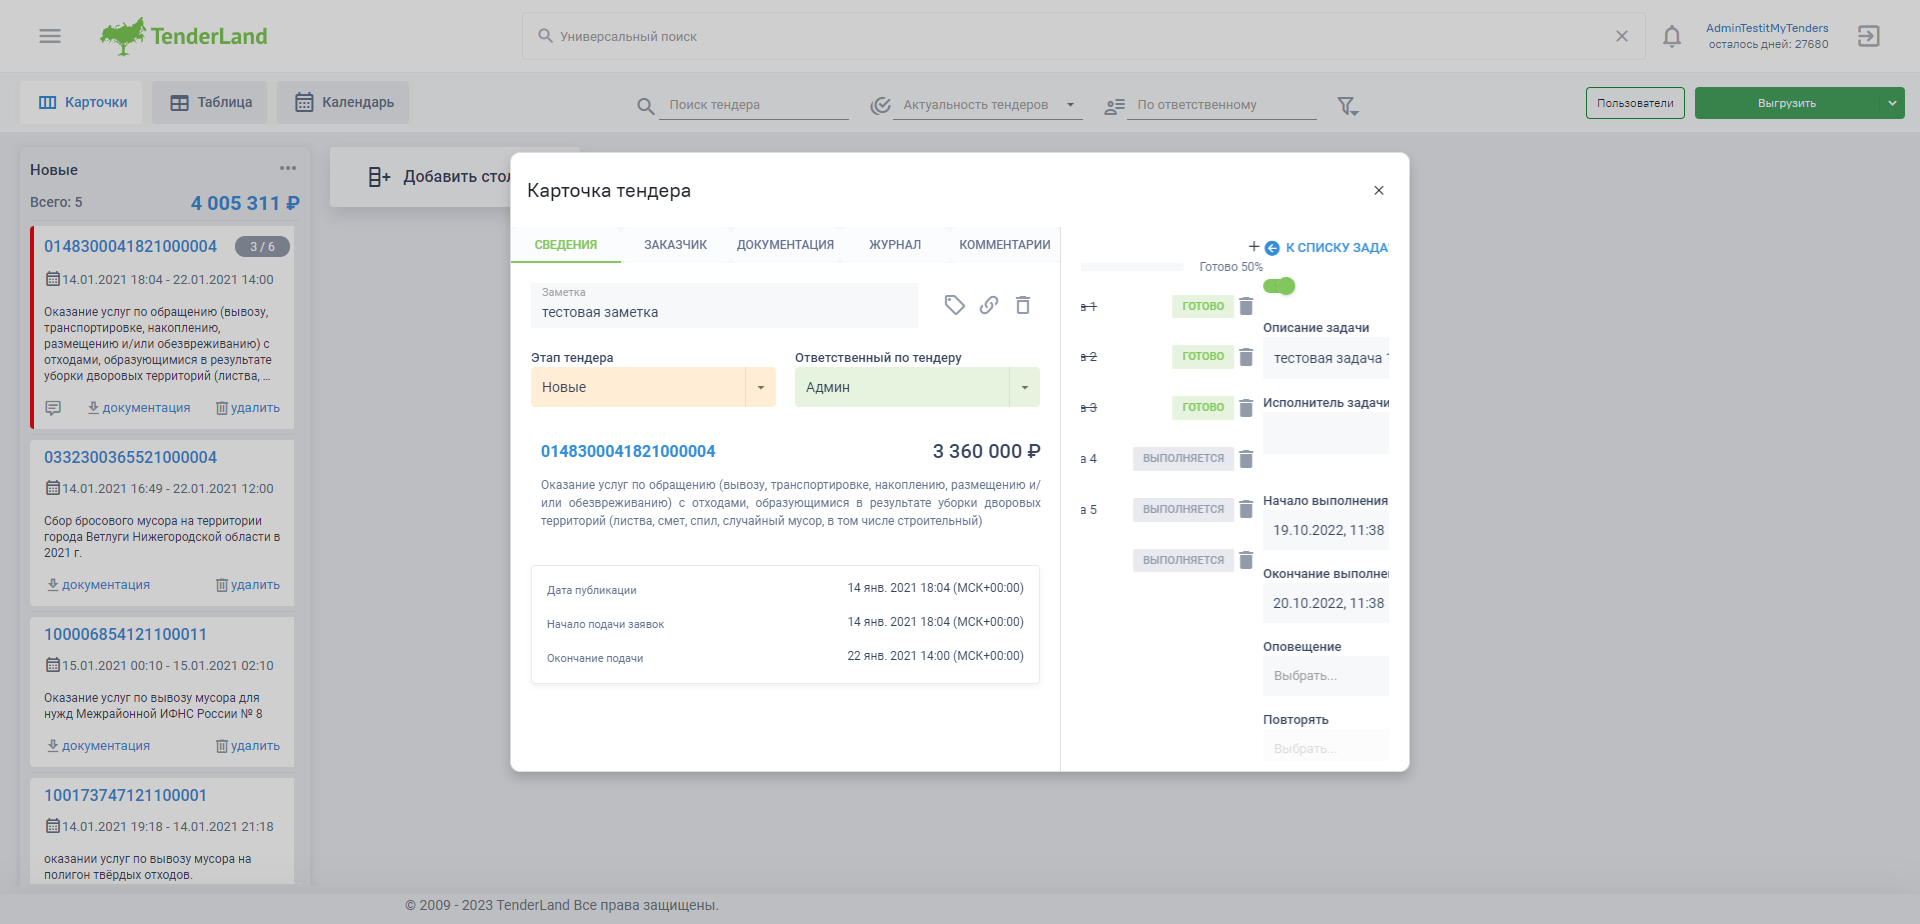 TenderLand
Универсальный поиск
AdminTestitMyTenders
осталось дней: 27680
Карточки
Таблица
Календарь
Поиск тендера
Актуальность тендеров
По ответственному
Пользователи
Выгрузить
Новые
Всего: 5
4 005 311 ₽
0148300041821000004
3 / 6
14.01.2021 18:04 - 22.01.2021 14:00
Оказание услуг по обращению (вывозу,
транспортировке, накоплению,
размещению и/или обезвреживанию) с
отходами, образующимися в результате
уборки дворовых территорий (листва, ...
документация
удалить
0332300365521000004
14.01.2021 16:49 - 22.01.2021 12:00
Сбор бросового мусора на территории
города Ветлуги Нижегородской области в
2021 г.
документация
удалить
100006854121100011
15.01.2021 00:10 - 15.01.2021 02:10
Оказание услуг по вывозу мусора для
нужд Межрайонной ИФНС России № 8
документация
удалить
100173747121100001
14.01.2021 19:18 - 14.01.2021 21:18
оказании услуг по вывозу мусора на
полигон твёрдых отходов.
Добавить стол
Карточка тендера
СВЕДЕНИЯ
ЗАКАЗЧИК
ДОКУМЕНТАЦИЯ
ЖУРНАЛ
КОММЕНТАРИИ
Заметка
тестовая заметка
Этап тендера
Ответственный по тендеру
Новые
Админ
0148300041821000004
3 360 000 ₽
Оказание услуг по обращению (вывозу, транспортировке, накоплению, размещению и/
или обезвреживанию) с отходами, образующимися в результате уборки дворовых
территорий (листва, смет, спил, случайный мусор, в том числе строительный)
Дата публикации
14 янв. 2021 18:04 (МСК+00:00)
Начало подачи заявок
14 янв. 2021 18:04 (МСК+00:00)
Окончание подачи
22 янв. 2021 14:00 (МСК+00:00)
+
Готово 50%
а 1
ГОТОВО
а 2
ГОТОВО
а 3
ГОТОВО
а 4
ВЫПОЛНЯЕТСЯ
а 5
ВЫПОЛНЯЕТСЯ
ВЫПОЛНЯЕТСЯ
К СПИСКУ ЗАДА
Описание задачи
тестовая задача 1
Исполнитель задачи
Начало выполнения
19.10.2022, 11:38
Окончание выполне
20.10.2022, 11:38
Оповещение
Выбрать...
Повторять
Выбрать...
© 2009 - 2023 TenderLand Все права защищены.